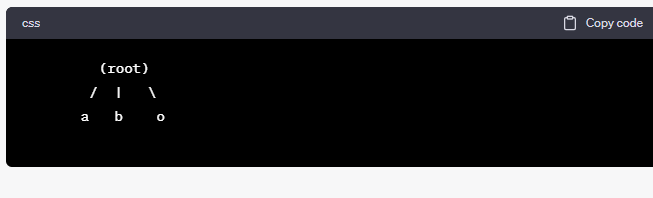 css Copy code
(root)
/ | \
a b o